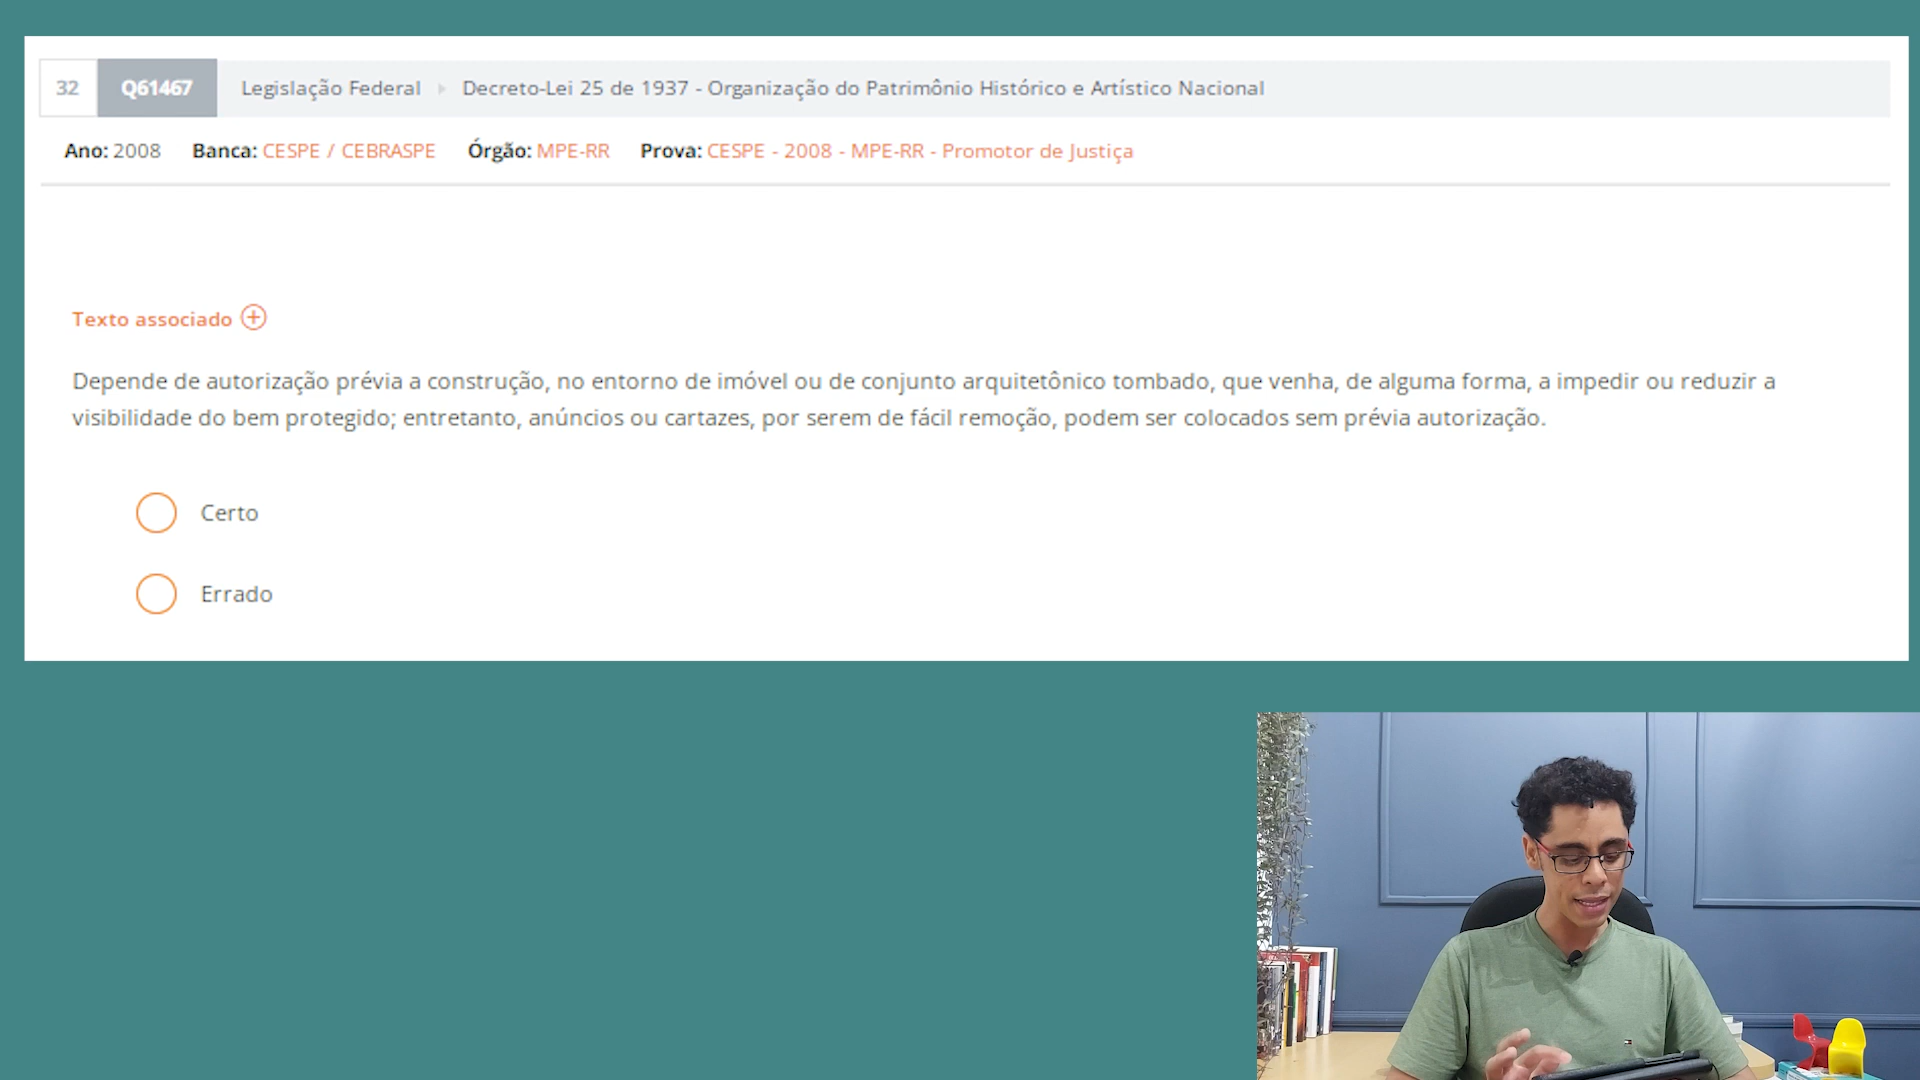 32 Q61467 Legislação Federal Decreto-Lei 25 de 1937 - Organização do Patrimônio Histórico e Artístico Nacional
Ano: 2008 Banca: CESPE / CEBRASPE Órgão: MPE-RR Prova: CESPE - 2008 - MPE-RR - Promotor de Justiça
Texto associado
Depende de autorização prévia a construção, no entorno de imóvel ou de conjunto arquitetônico tombado, que venha, de alguma forma, a impedir ou reduzir a
visibilidade do bem protegido; entretanto, anúncios ou cartazes, por serem de fácil remoção, podem ser colocados sem prévia autorização.
Certo
Errado